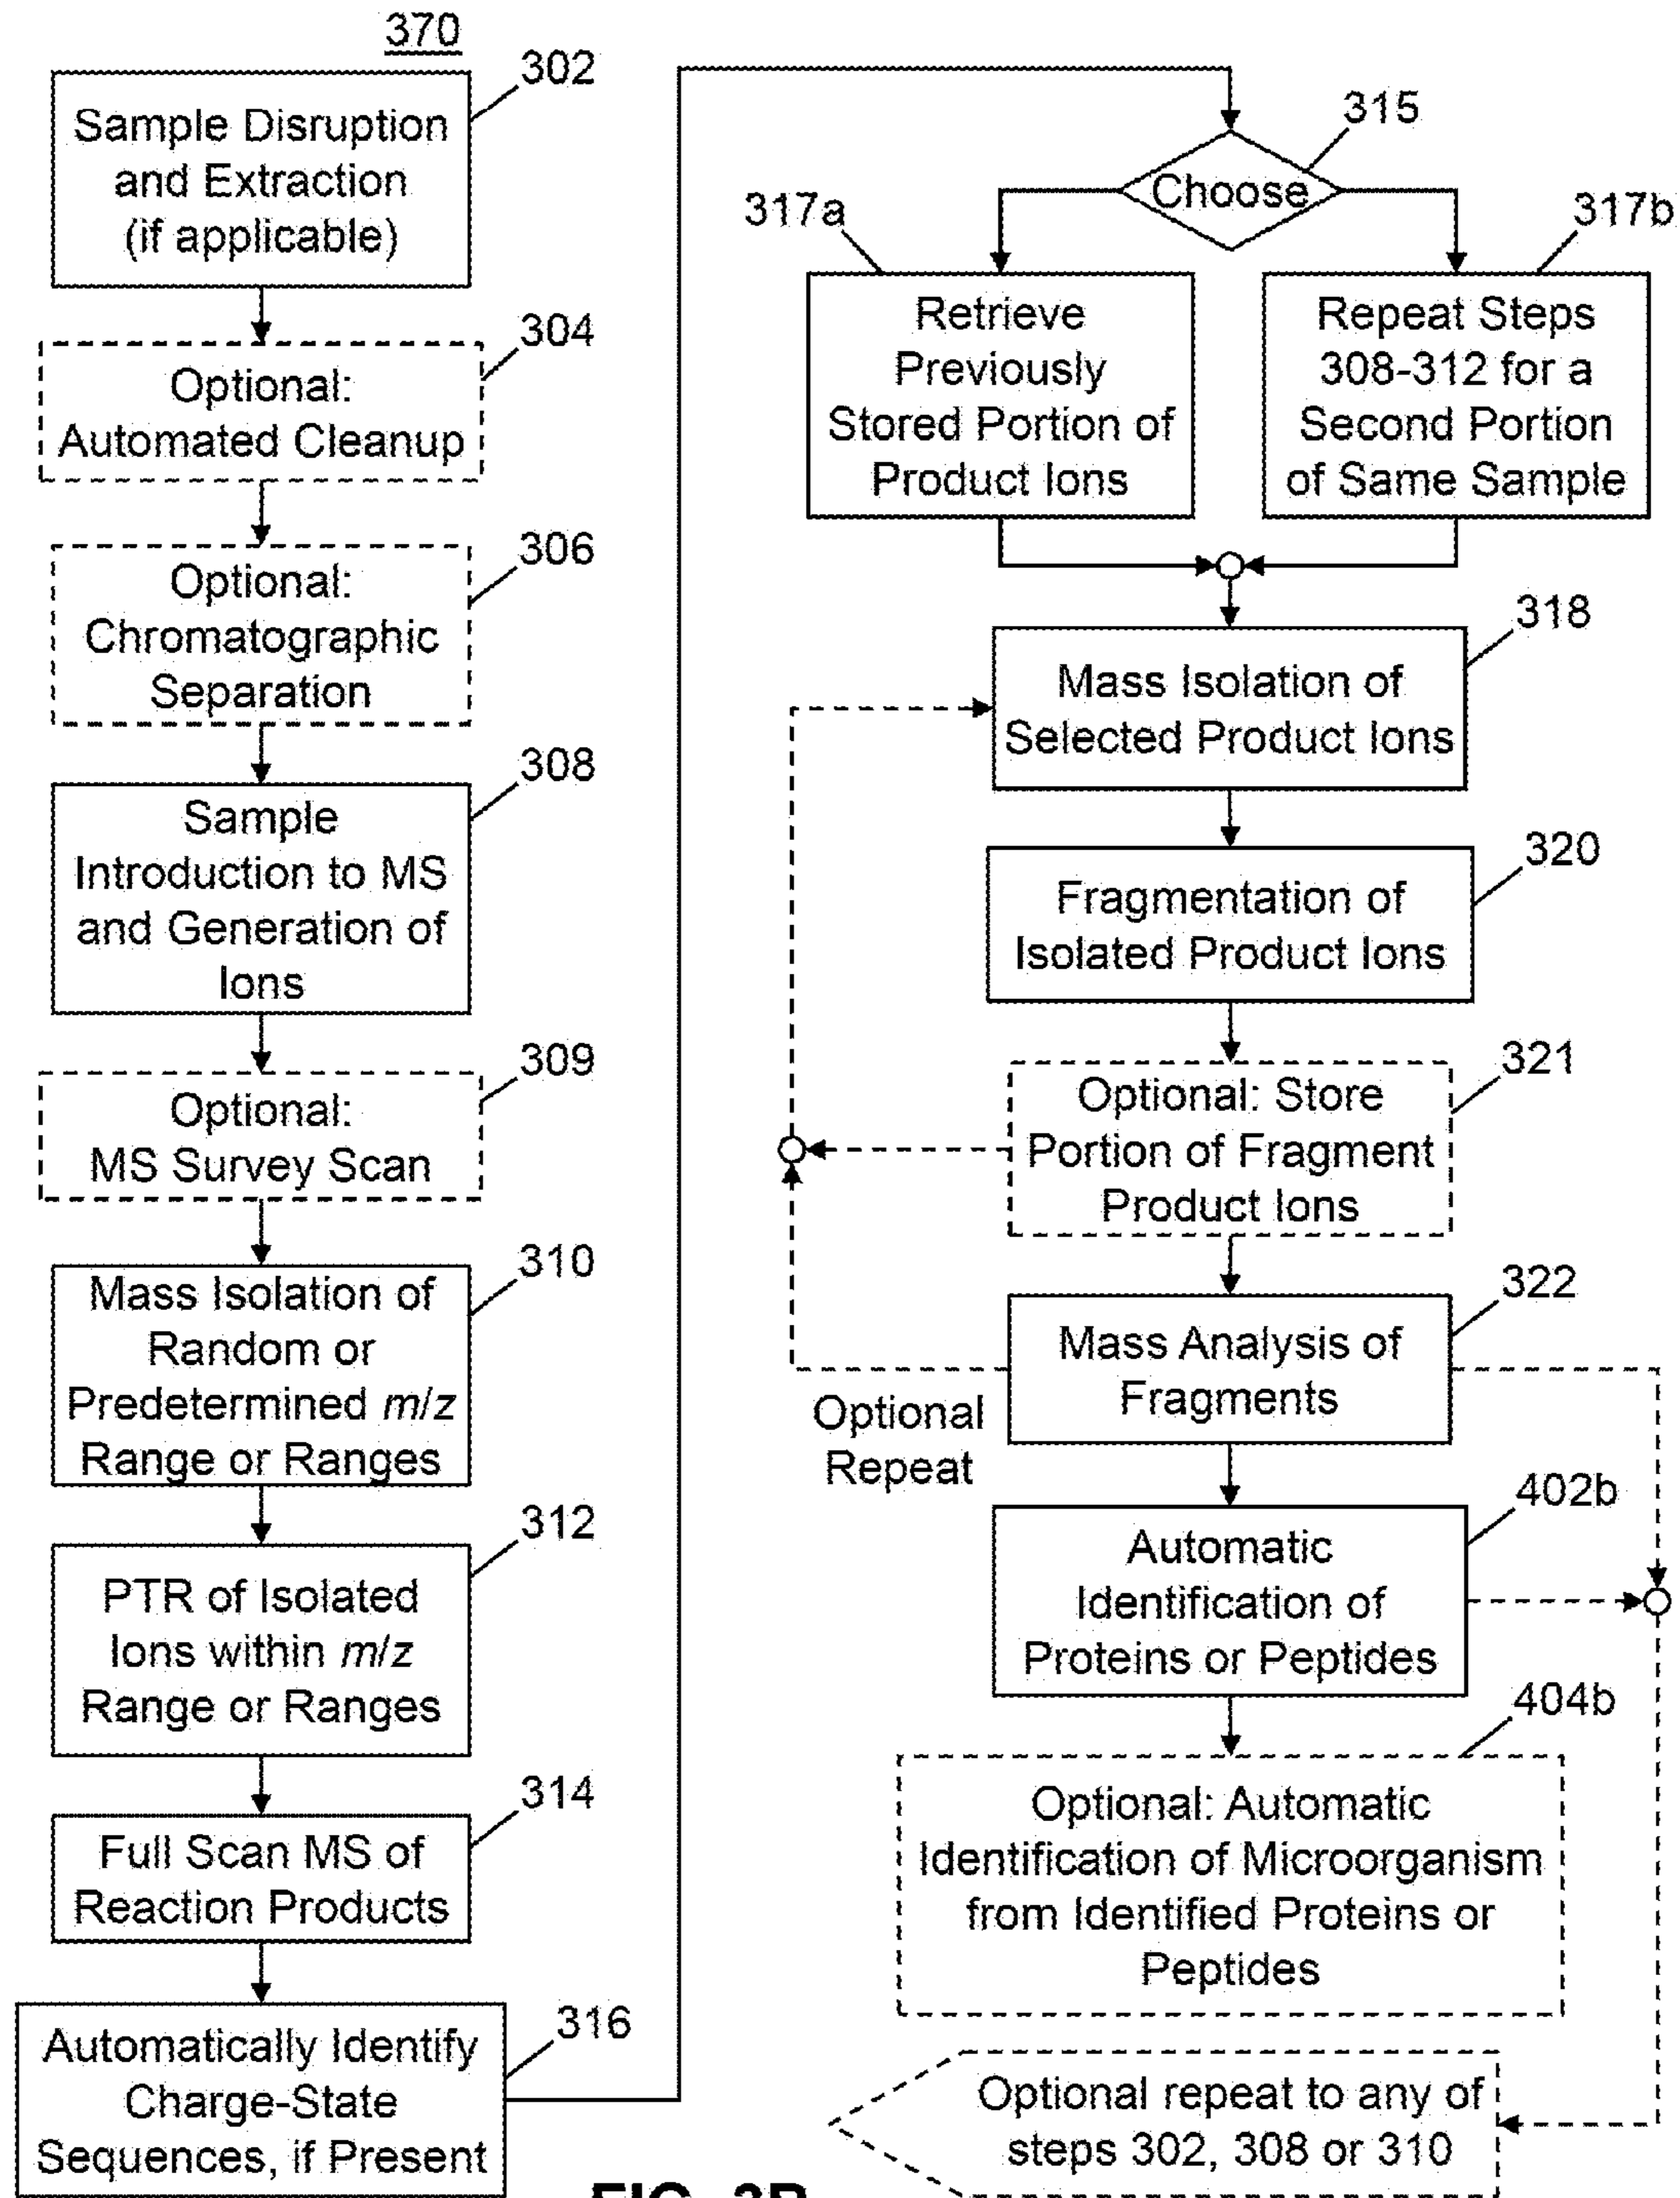 370
302
Sample Disruption
and Extraction
(if applicable)
304
Optional:
Automated Cleanup
306
Optional:
Chromatographic
Separation
308
Sample
Introduction to MS
and Generation of
Ions
309
Optional:
MS Survey Scan
310
Mass Isolation of
Random or
Predetermined m/z
Range or Ranges
312
PTR of Isolated
Ions within m/z
Range or Ranges
314
Full Scan MS of
Reaction Products
316
Automatically Identify
Charge-State
Sequences, if Present
315
Choose
317a
Retrieve
Previously
Stored Portion of
Product Ions
317b
Repeat Steps
308-312 for a
Second Portion
of Same Sample
318
Mass Isolation of
Selected Product Ions
320
Fragmentation of
Isolated Product Ions
321
Optional: Store
Portion of Fragment
Product Ions
322
Mass Analysis of
Fragments
Optional
Repeat
402b
Automatic
Identification of
Proteins or Peptides
404b
Optional: Automatic
Identification of Microorganism
from Identified Proteins or
Peptides
Optional repeat to any of
steps 302, 308 or 310